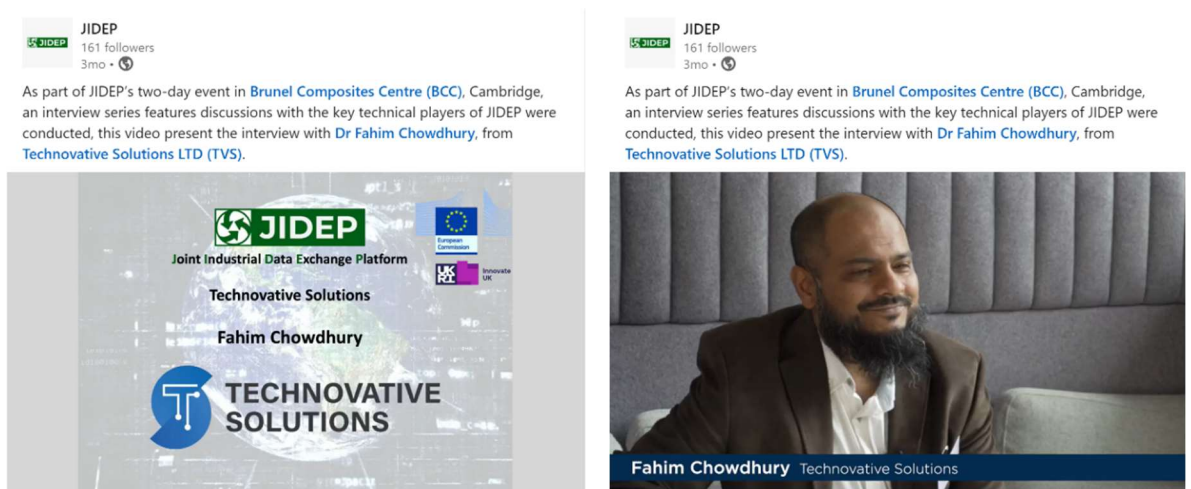 JIDEP
161 followers
3mo •
As part of JIDEP's two-day event in Brunel Composites Centre (BCC), Cambridge,
an interview series features discussions with the key technical players of JIDEP were
conducted, this video present the interview with Dr Fahim Chowdhury, from
Technovative Solutions LTD (TVS).
JIDEP
Joint Industrial Data Exchange Platform
European
Commission
UKRI
Innovate
UK
Technovative Solutions
Fahim Chowdhury
TECHNOVATIVE
SOLUTIONS
JIDEP
161 followers
3mo •
As part of JIDEP's two-day event in Brunel Composites Centre (BCC), Cambridge,
an interview series features discussions with the key technical players of JIDEP were
conducted, this video present the interview with Dr Fahim Chowdhury, from
Technovative Solutions LTD (TVS).
Fahim Chowdhury Technovative Solutions